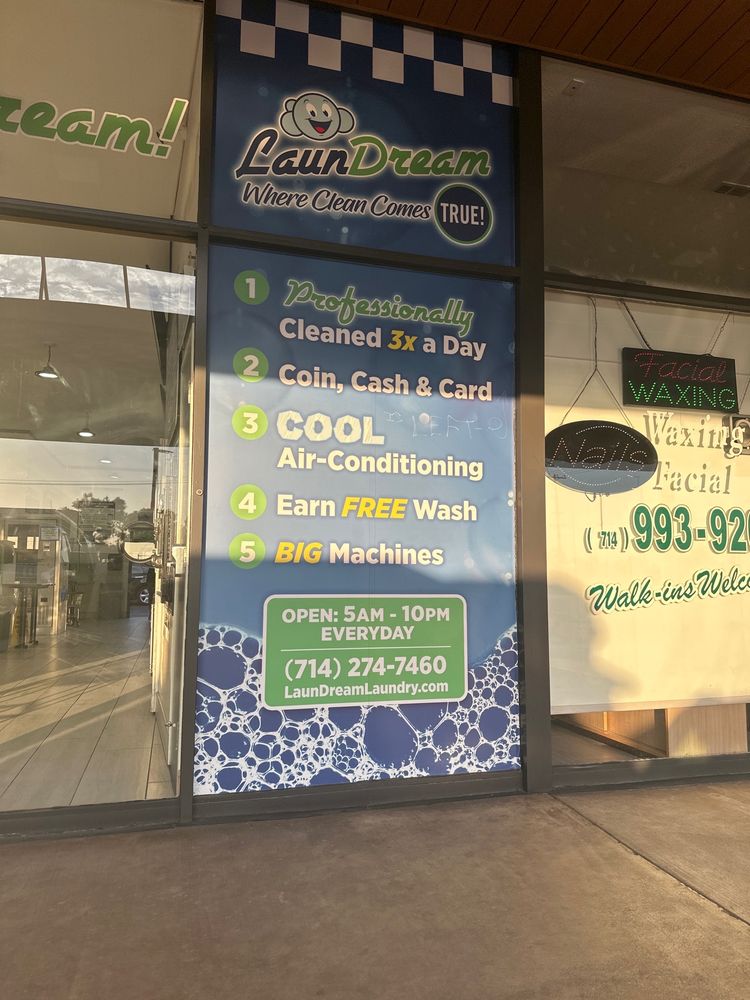 ream!
LaunDream
Where Clean Comes TRUE!
1 Professionally
Cleaned 3x a Day
2 Coin, Cash & Card
3 COOL
Air-Conditioning
4 Earn FREE Wash
5 BIG Machines
OPEN: 5AM - 10PM
EVERYDAY
(714) 274-7460
LaunDreamLaundry.com
Facial
WAXING
Nails
Waxing
Facial
(714) 993-92
Walk-ins Welco